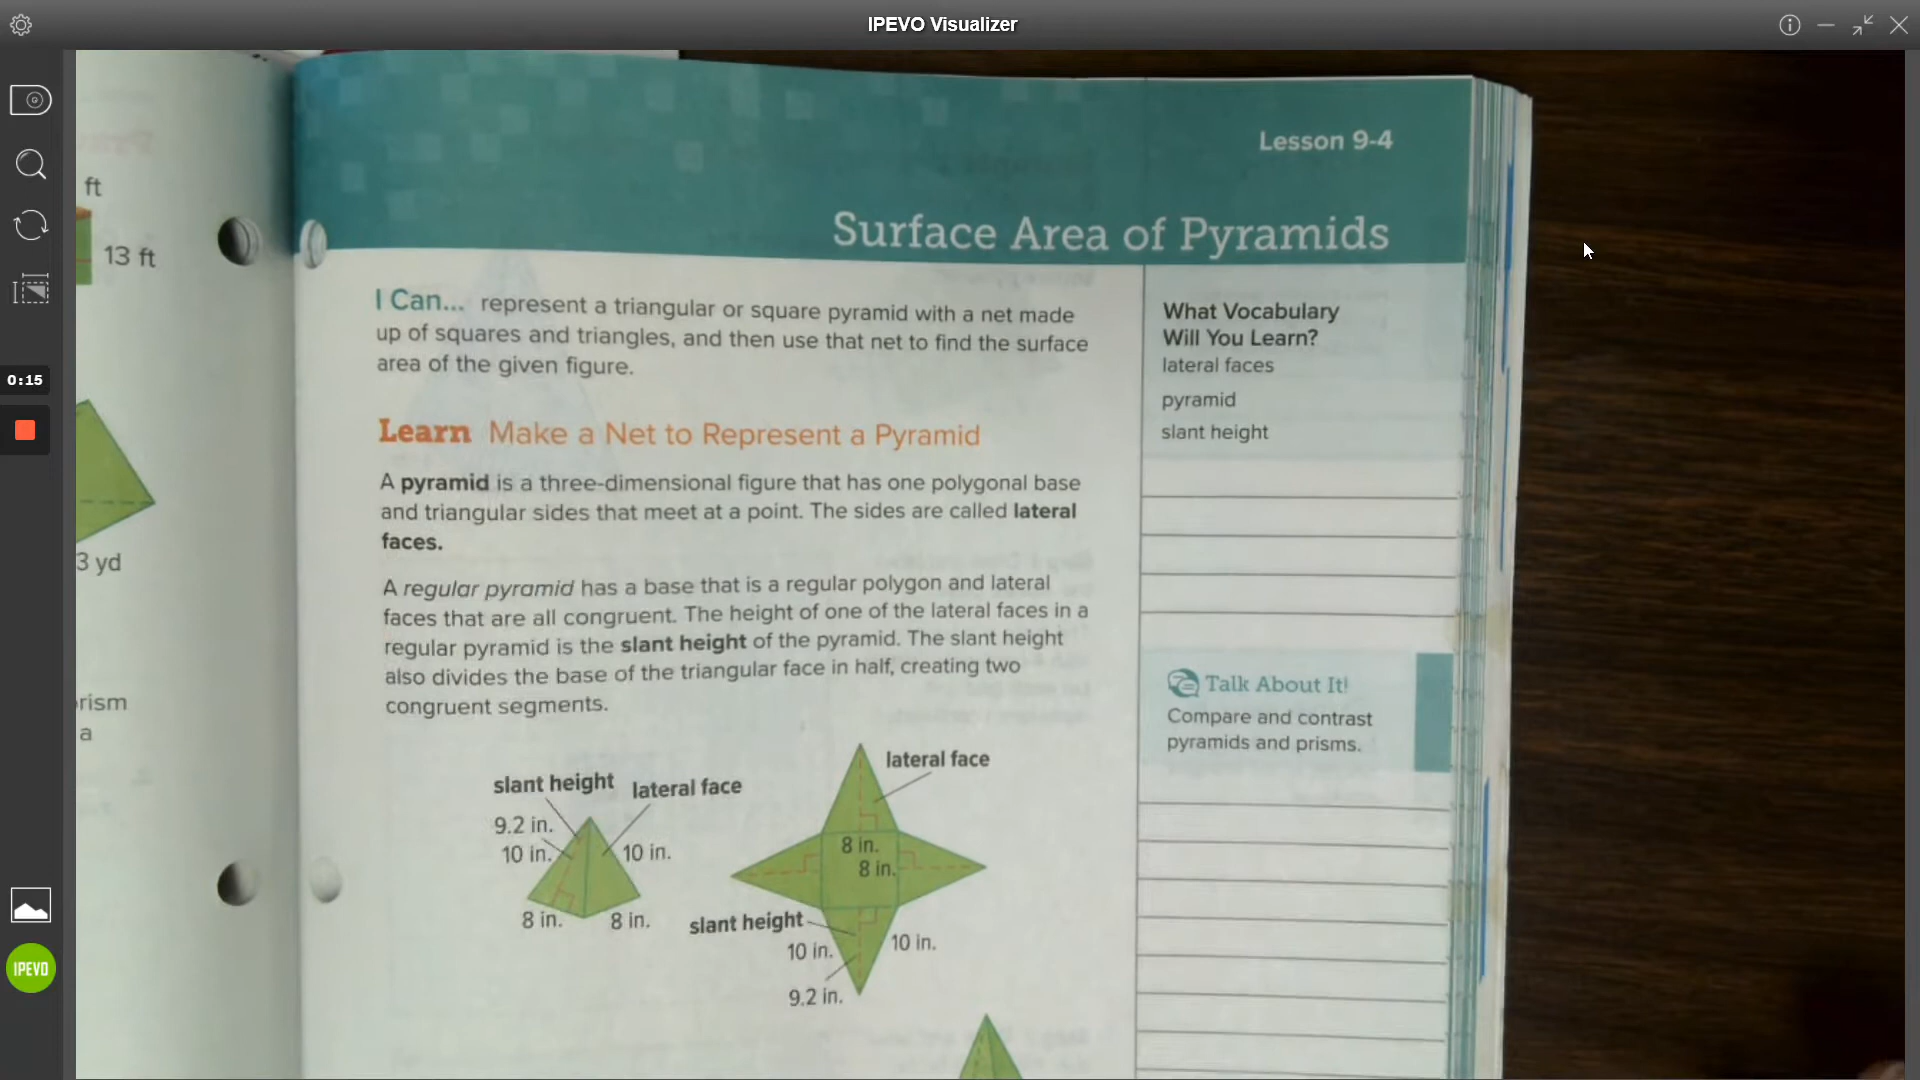 IPEVO Visualizer
0:15
IPEVO
ft
13 ft
3 yd
a
Lesson 9-4
Surface Area of Pyramids
I Can... represent a triangular or square pyramid with a net made
up of squares and triangles, and then use that net to find the surface
area of the given figure.
Learn Make a Net to Represent a Pyramid
A pyramid is a three-dimensional figure that has one polygonal base
and triangular sides that meet at a point. The sides are called lateral
faces.
A regular pyramid has a base that is a regular polygon and lateral
faces that are all congruent. The height of one of the lateral faces in a
regular pyramid is the slant height of the pyramid. The slant height
also divides the base of the triangular face in half, creating two
congruent segments.
slant height
lateral face
9.2 in.
10 in.
10 in.
8 in.
8 in.
lateral face
8 in.
8 in.
slant height
10 in.
10 in.
9.2 in.
What Vocabulary
Will You Learn?
lateral faces
pyramid
slant height
Talk About It!
Compare and contrast
pyramids and prisms.